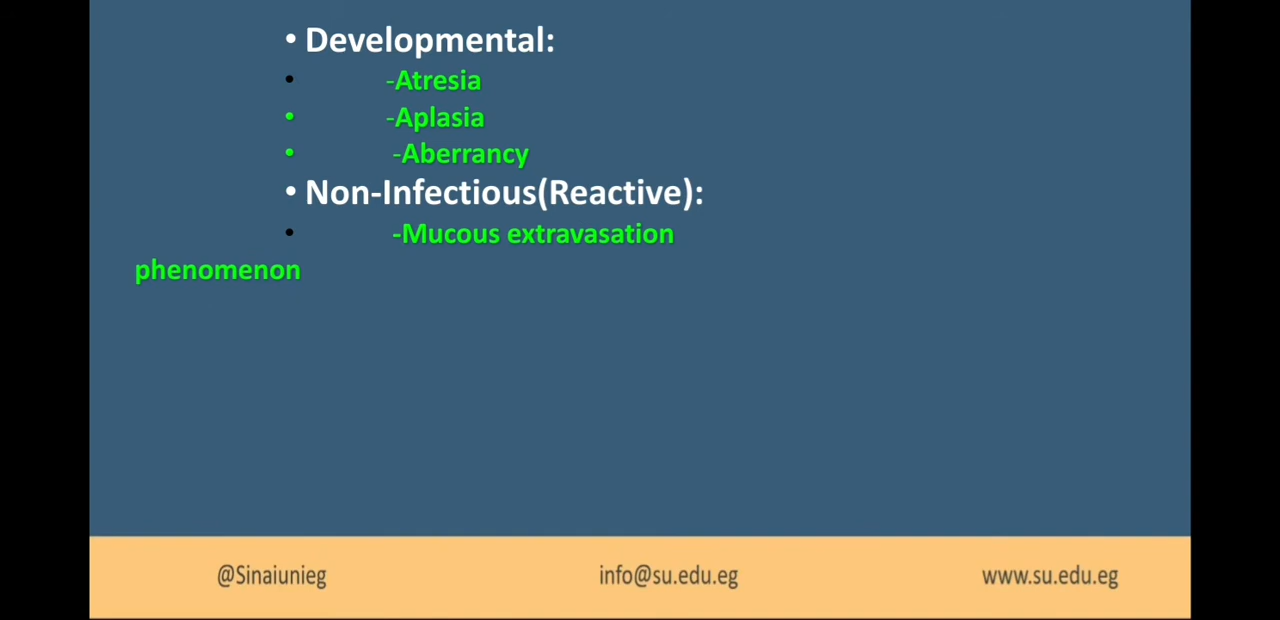 • Developmental:
• -Atresia
• -Aplasia
• -Aberrancy
• Non-Infectious(Reactive):
• -Mucous extravasation
phenomenon
@Sinaiunieg info@su.edu.eg www.su.edu.eg